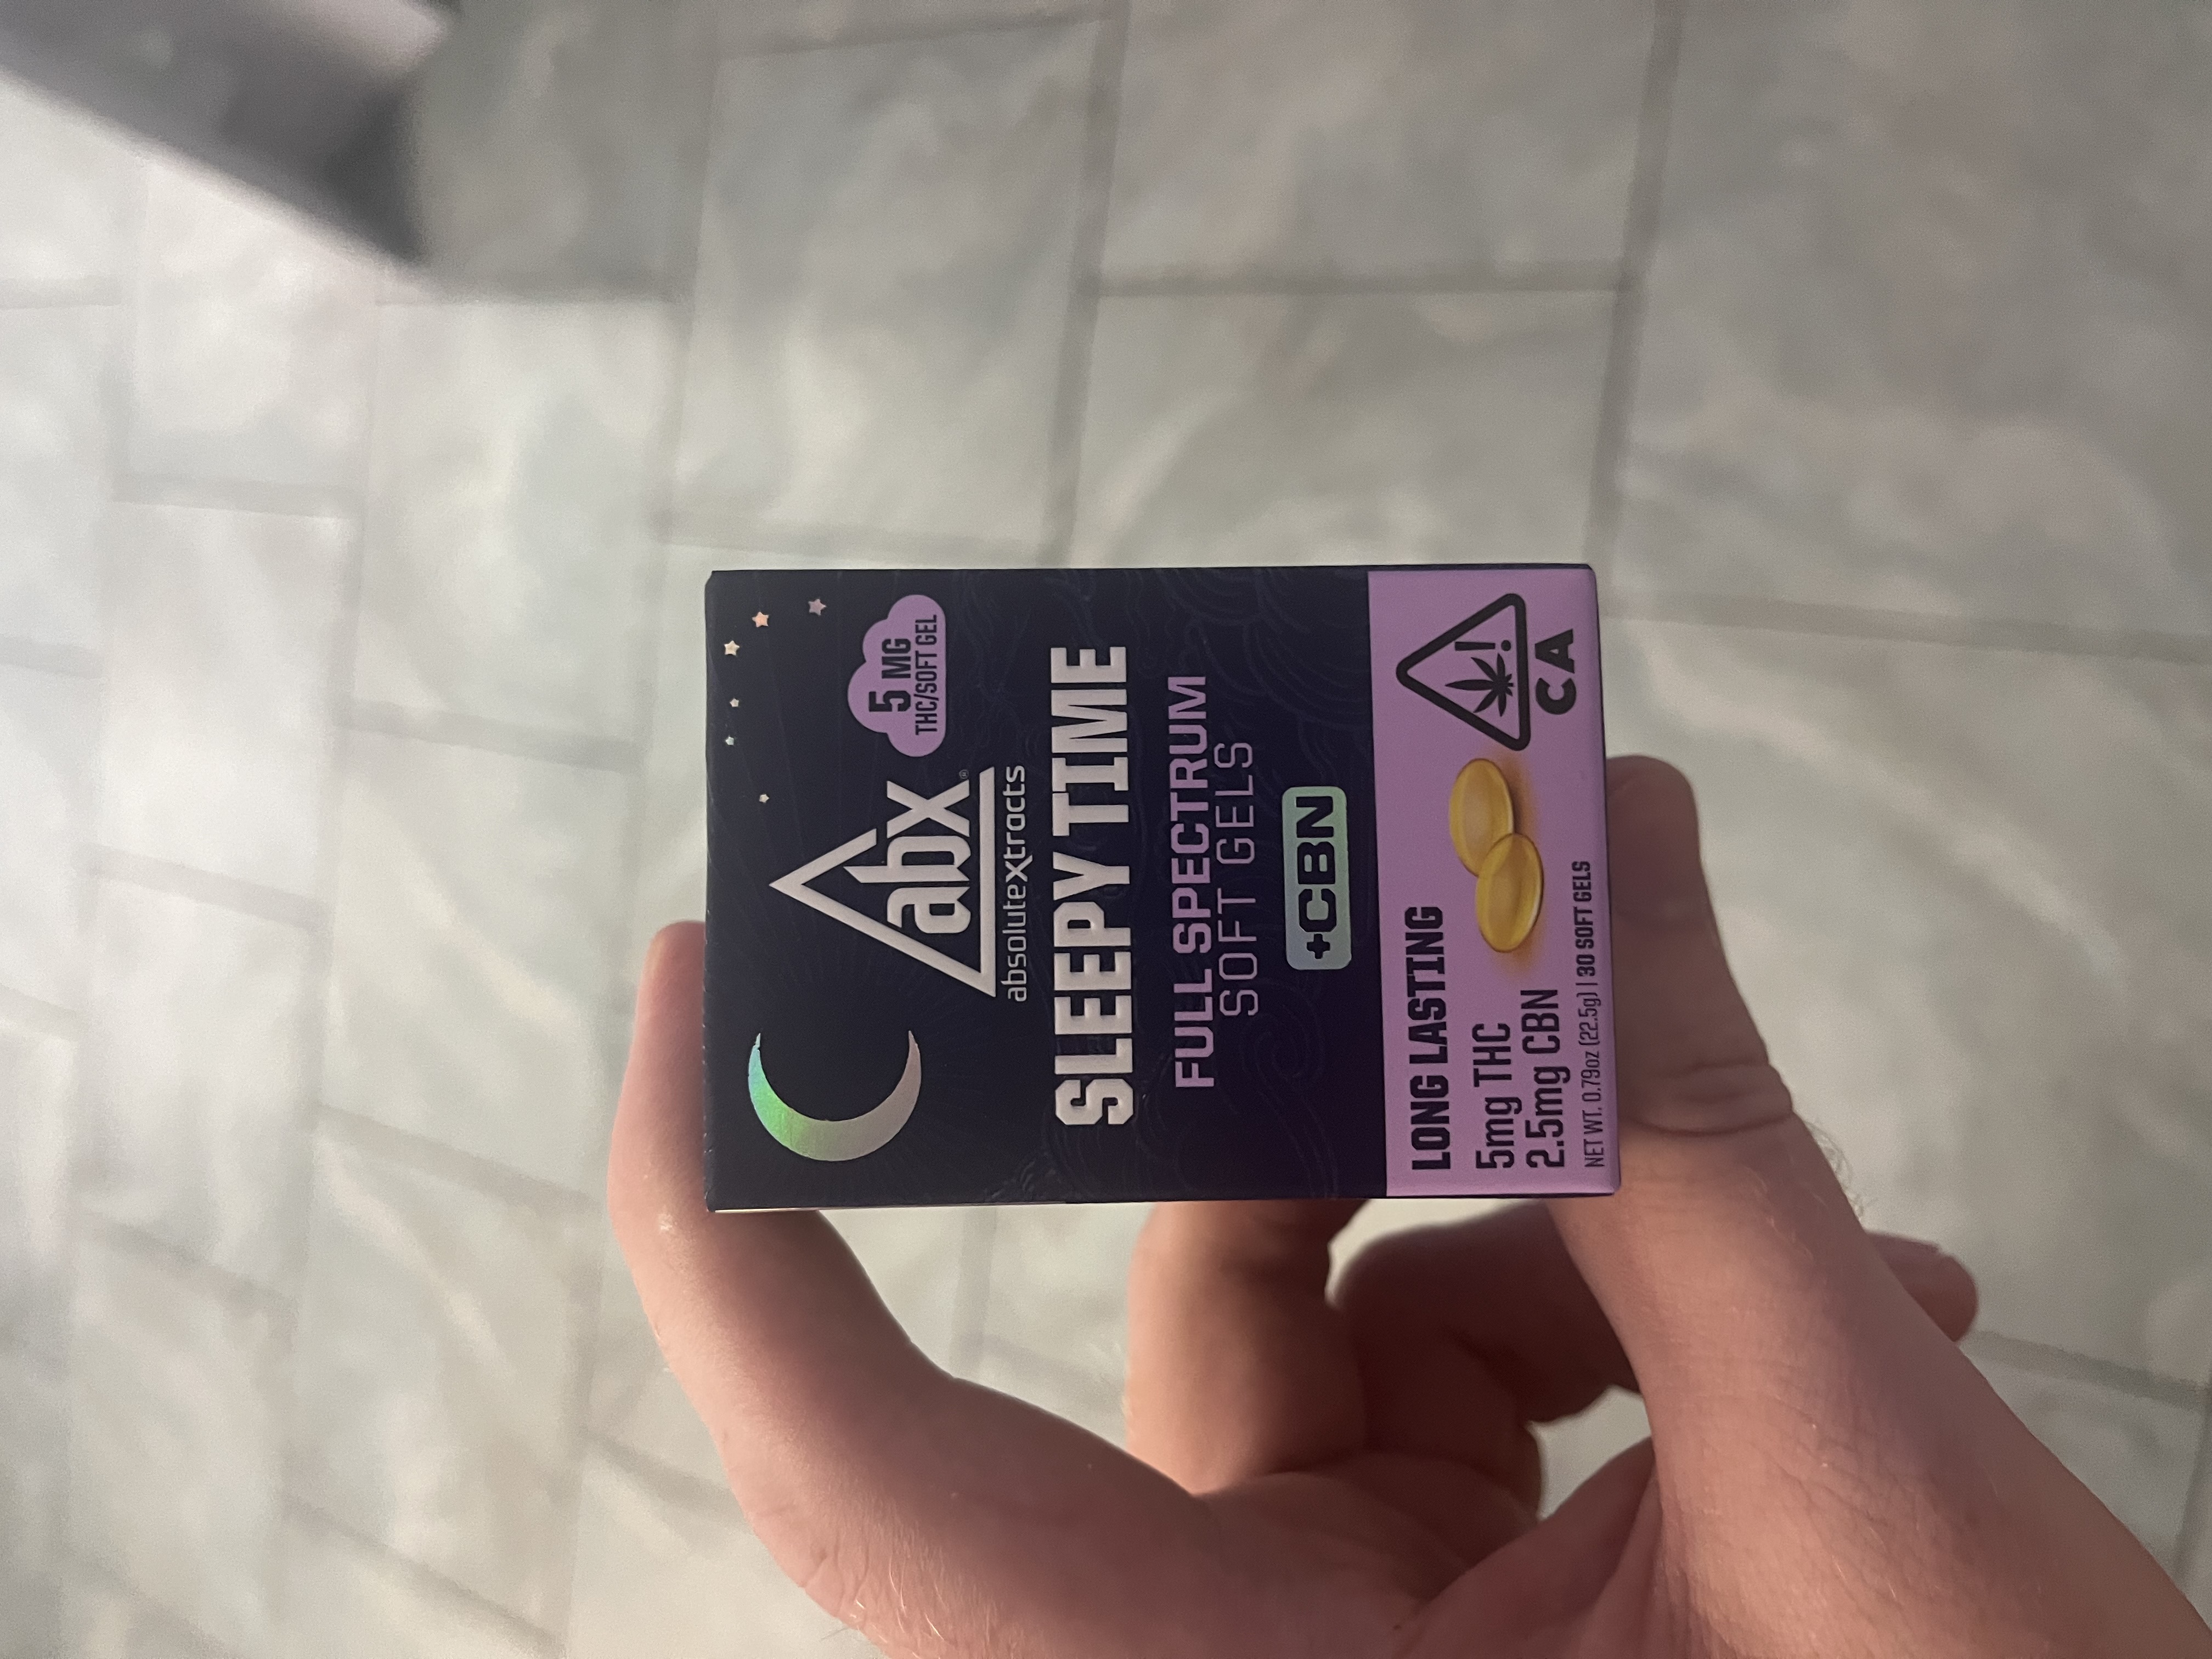 abx®
absoluteXtracts
5 MG
THC/SOFT GEL
SLEEPY TIME
FULL SPECTRUM
SOFT GELS
+CBN
LONG LASTING
5mg THC
2.5mg CBN
NET WT. 0.79oz (22.5g) | 30 SOFT GELS
!
CA